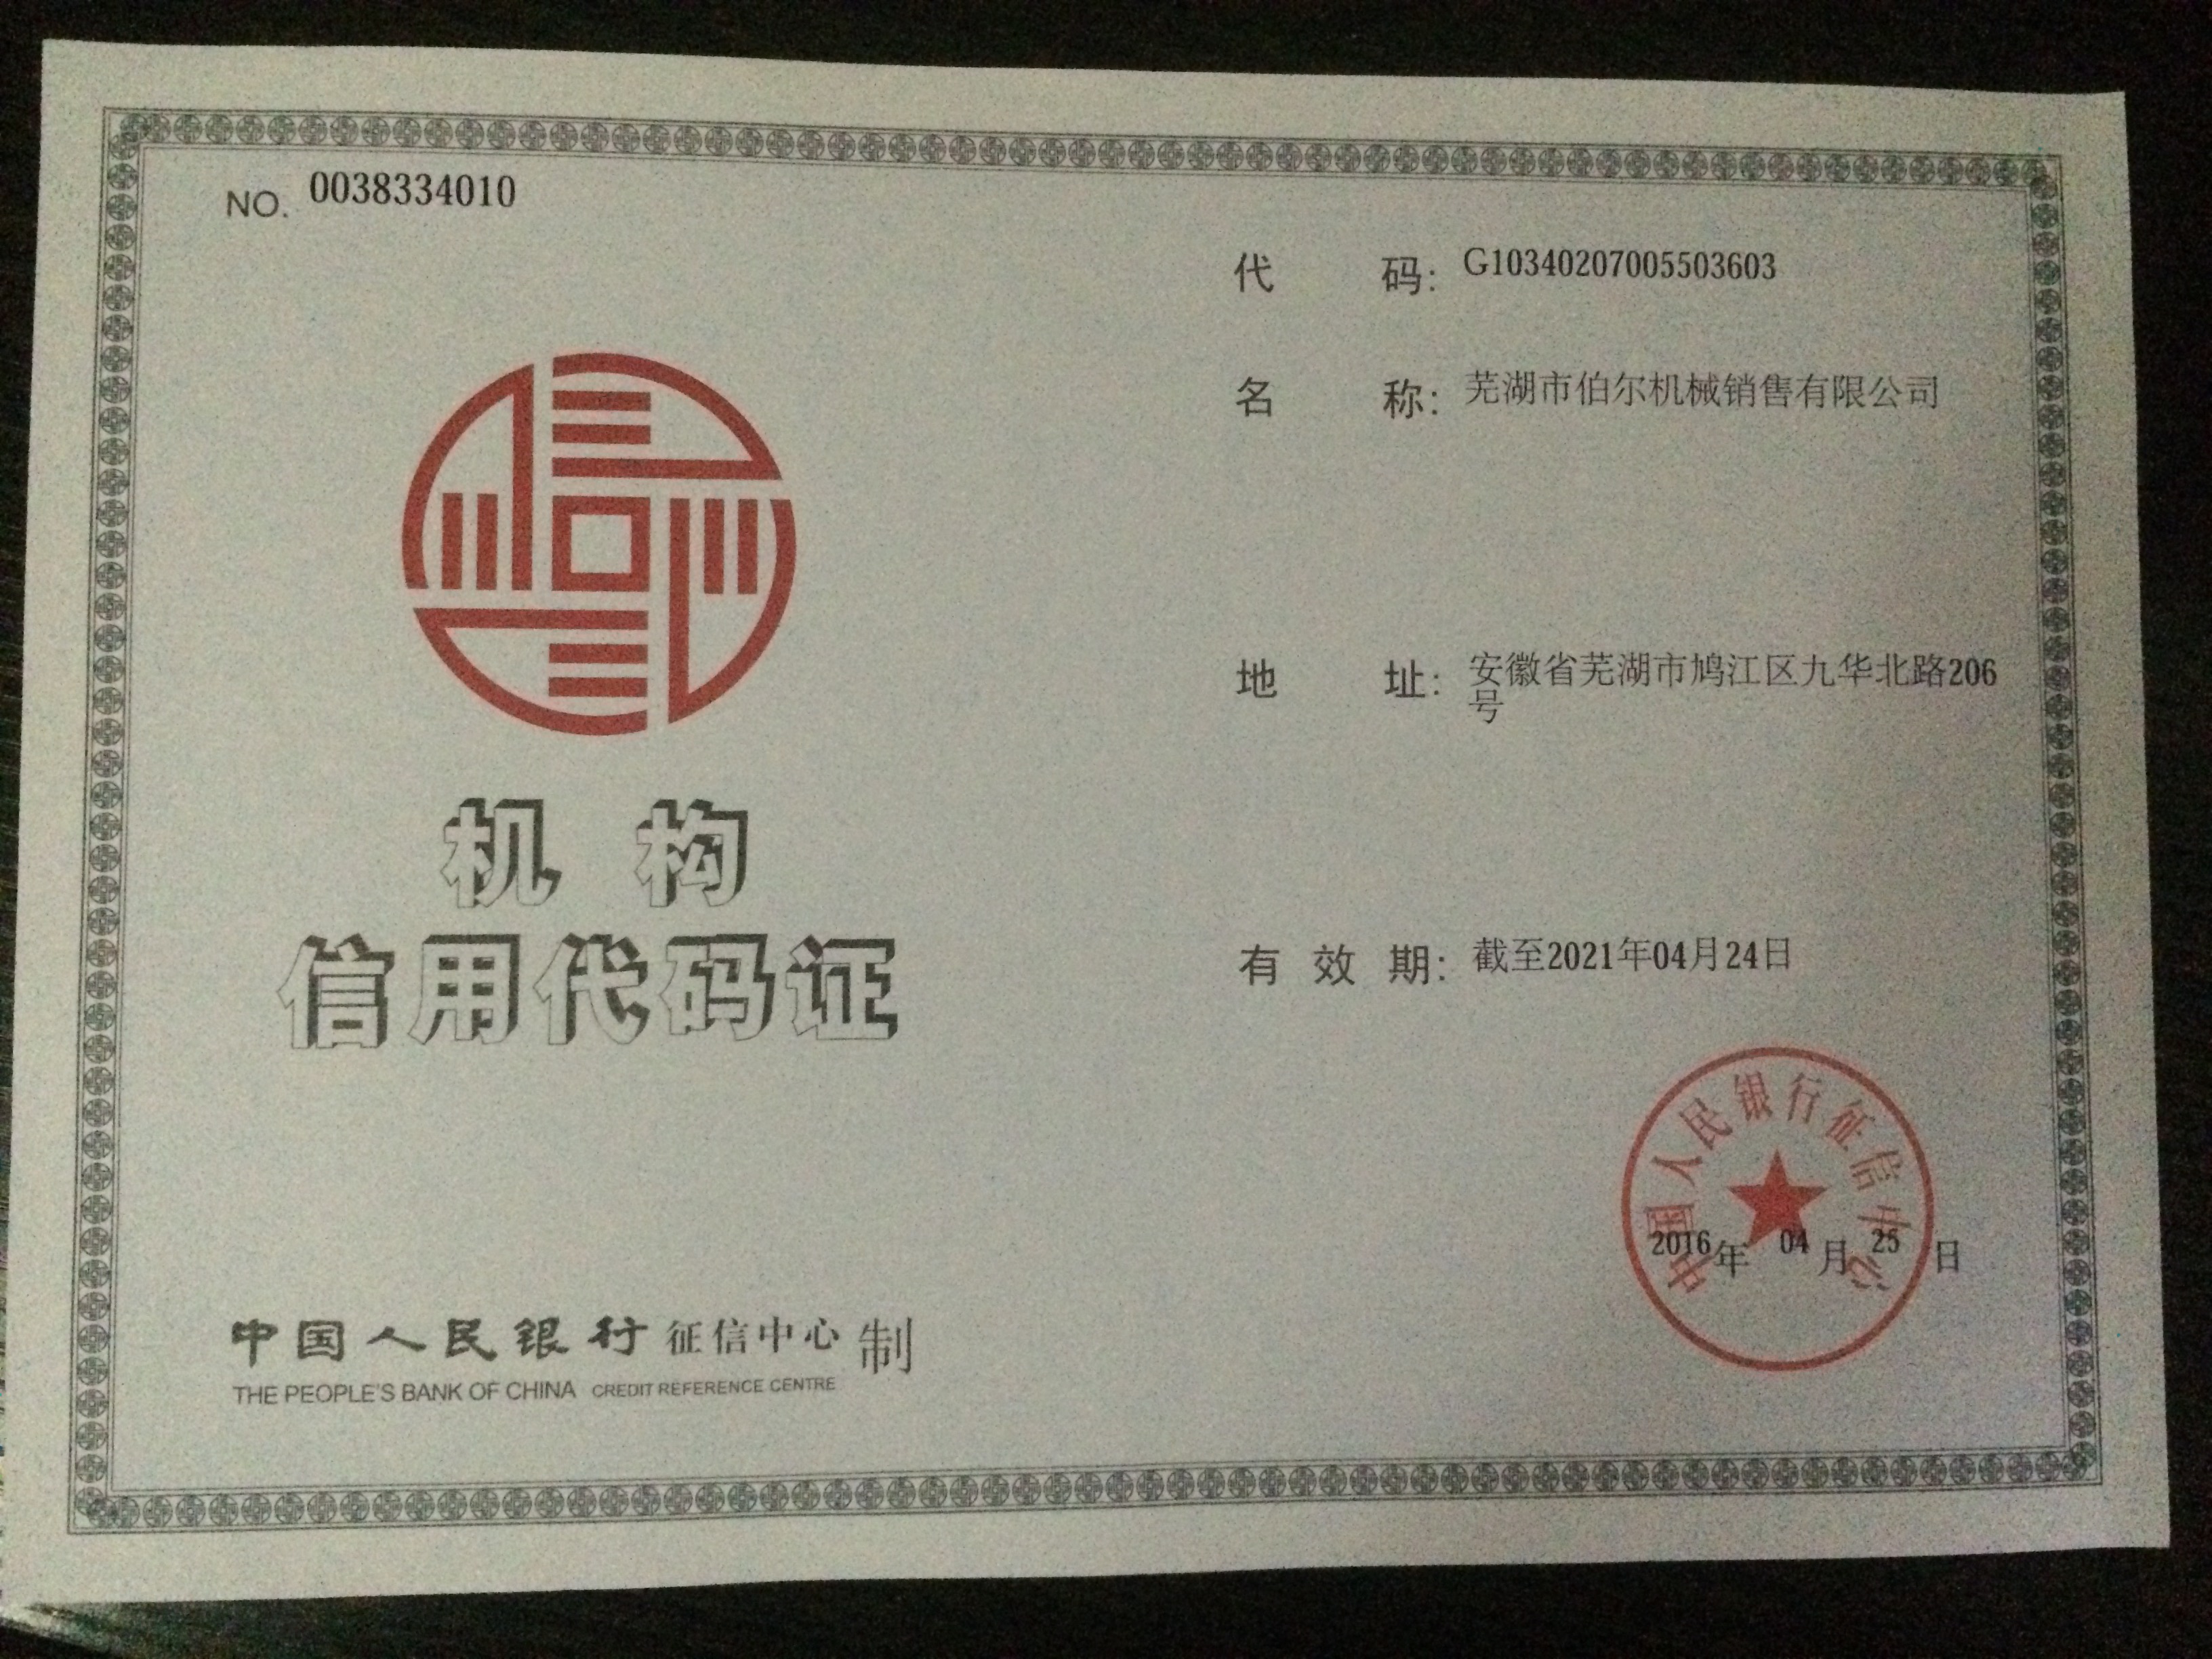 NO. 0038334010
机构
信用代码证
中国人民银行征信中心 制
THE PEOPLE'S BANK OF CHINA CREDIT REFERENCE CENTRE
代码: G10340207005503603
名称: 芜湖市伯尔机械销售有限公司
地址: 安徽省芜湖市鸠江区九华北路206
号
有效期: 截至2021年04月24日
中国人民银行征信中心
2016年 04月 25日